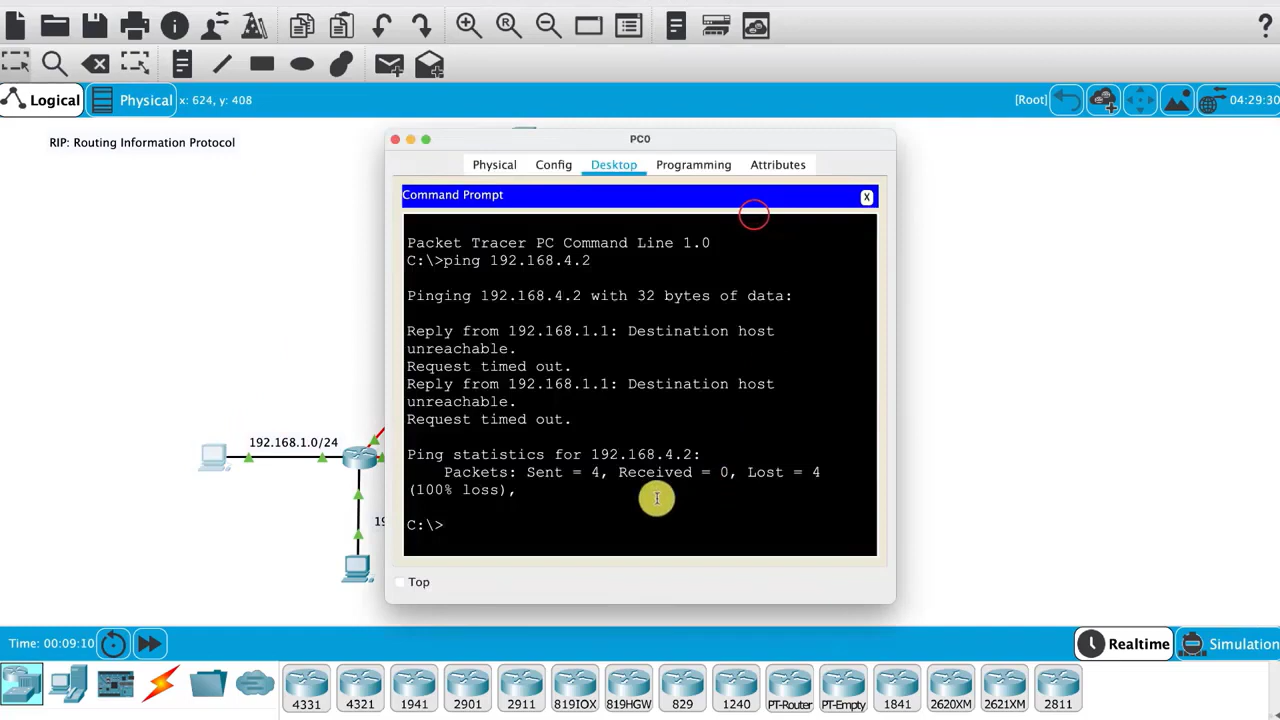 Logical
Physical
x: 624, y: 408
[Root]
04:29:30
RIP: Routing Information Protocol
PC0
Physical
Config
Desktop
Programming
Attributes
Command Prompt
X
Packet Tracer PC Command Line 1.0
C:\>ping 192.168.4.2
Pinging 192.168.4.2 with 32 bytes of data:
Reply from 192.168.1.1: Destination host
unreachable.
Request timed out.
Reply from 192.168.1.1: Destination host
unreachable.
Request timed out.
Ping statistics for 192.168.4.2:
Packets: Sent = 4, Received = 0, Lost = 4
(100% loss),
C:\>
192.168.1.0/24
19
Top
Time: 00:09:10
Realtime
Simulation
4331
4321
1941
2901
2911
819IOX
819HGW
829
1240
PT-Router
PT-Empty
1841
2620XM
2621XM
2811